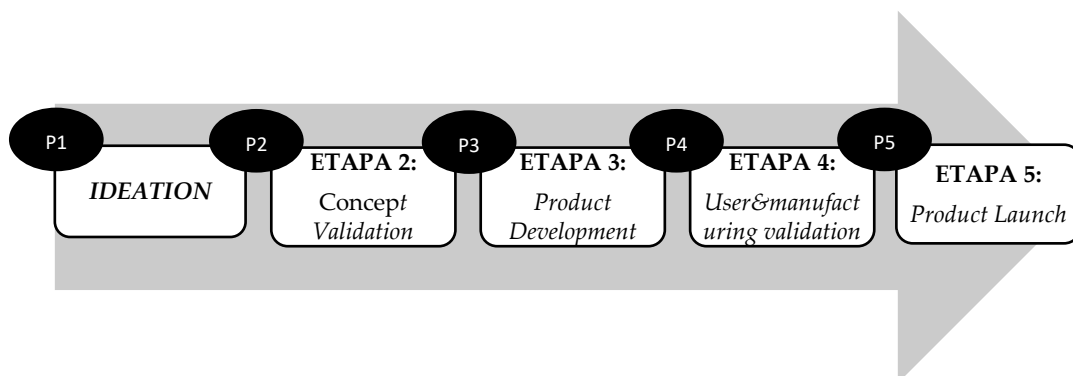 P1
IDEATION
P2
ETAPA 2:
Concept
Validation
P3
ETAPA 3:
Product
Development
P4
ETAPA 4:
User&manufact
uring validation
P5
ETAPA 5:
Product Launch